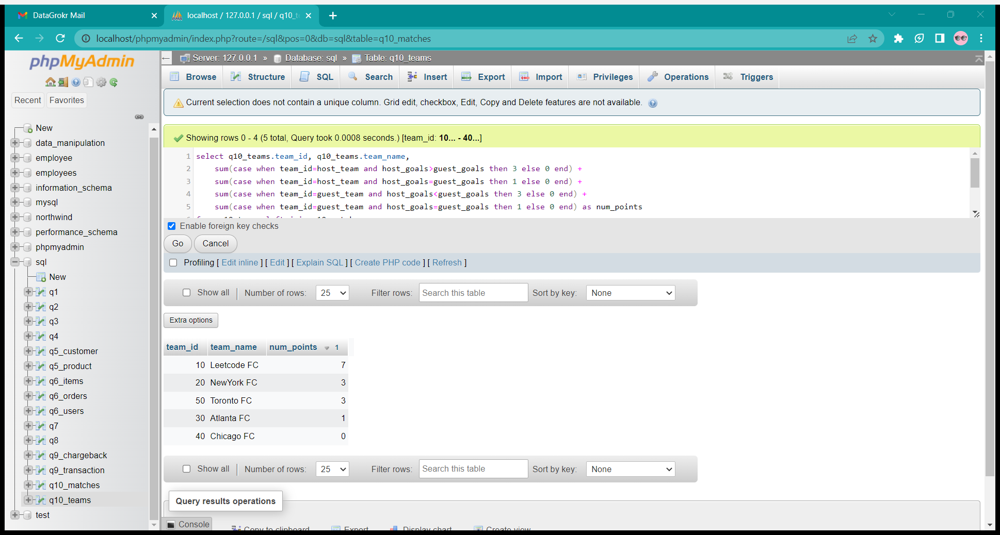 DataGrokr Mail
localhost / 127.0.0.1 / sql / q10_t
localhost/phpmyadmin/index.php?route=/sql&pos=0&db=sql&table=q10_matches
phpMyAdmin
Recent Favorites
New
data_manipulation
employee
employees
information_schema
mysql
northwind
performance_schema
phpmyadmin
sql
New
q1
q2
q3
q4
q5_customer
q5_product
q6_items
q6_orders
q6_users
q7
q8
q9_chargeback
q9_transaction
q10_matches
q10_teams
test
Server: 127.0.0.1 » Database: sql » Table: q10_teams
Browse Structure SQL Search Insert Export Import Privileges Operations Triggers
Current selection does not contain a unique column. Grid edit, checkbox, Edit, Copy and Delete features are not available.
Showing rows 0 - 4 (5 total, Query took 0.0008 seconds.) [team_id: 10... - 40...]
1 select q10_teams.team_id, q10_teams.team_name,
2 sum(case when team_id=host_team and host_goals>guest_goals then 3 else 0 end) +
3 sum(case when team_id=host_team and host_goals=guest_goals then 1 else 0 end) +
4 sum(case when team_id=guest_team and host_goals<guest_goals then 3 else 0 end) +
5 sum(case when team_id=guest_team and host_goals=guest_goals then 1 else 0 end) as num_points
Enable foreign key checks
Go Cancel
Profiling [ Edit inline ] [ Edit ] [ Explain SQL ] [ Create PHP code ] [ Refresh ]
Show all Number of rows: 25 Filter rows: Search this table Sort by key: None
Extra options
team_id team_name num_points 1
10 Leetcode FC 7
20 NewYork FC 3
50 Toronto FC 3
30 Atlanta FC 1
40 Chicago FC 0
Show all Number of rows: 25 Filter rows: Search this table Sort by key: None
Query results operations
Console
Copy to clipboard Export Display chart Create view